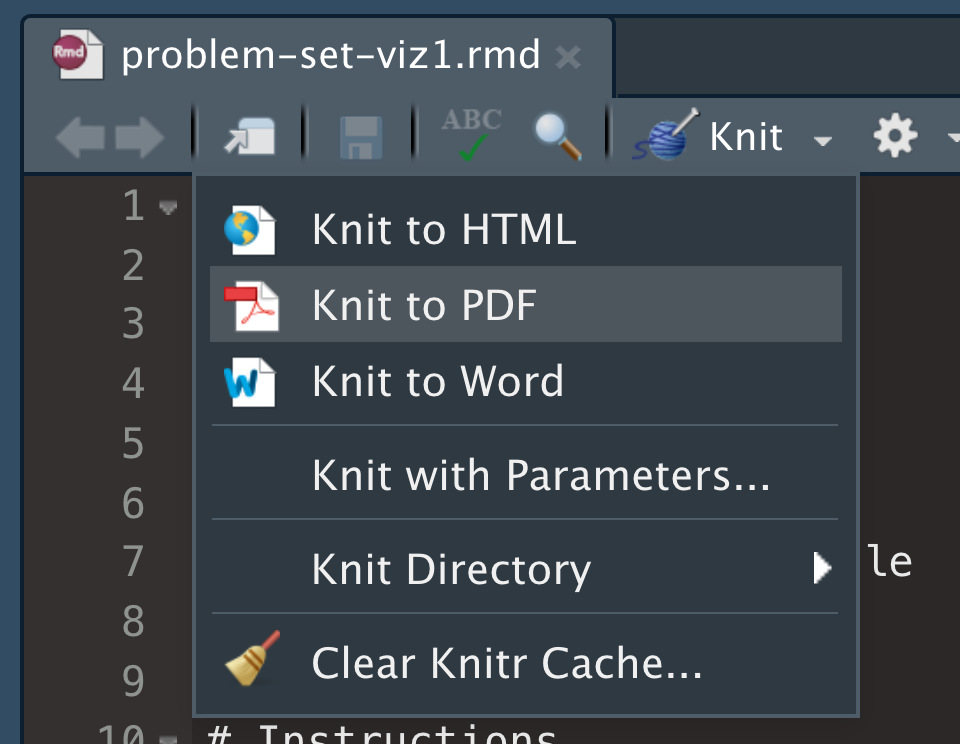 Rmd problem-set-viz1.rmd
ABC Knit
1
2
3
4
5
6
7 le
8
9
10 # Instructions
Knit to HTML
Knit to PDF
W Knit to Word
Knit with Parameters...
Knit Directory
Clear Knitr Cache...